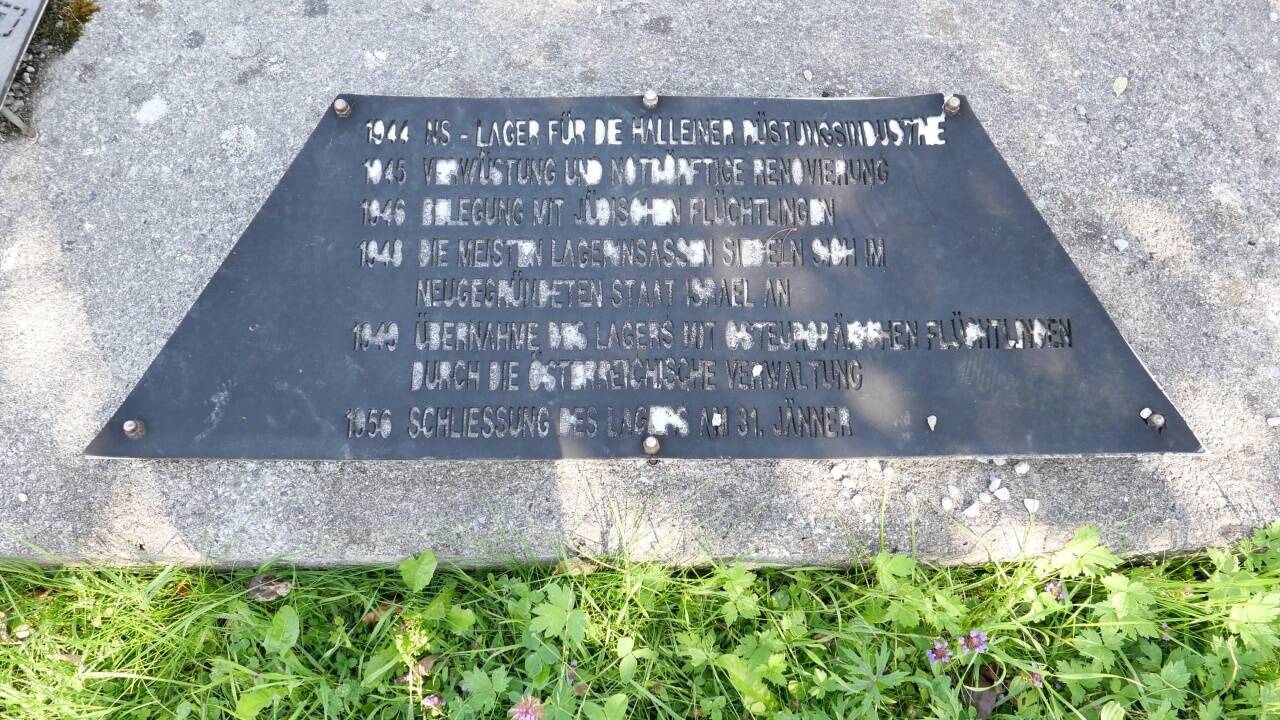 1944 NS - LAGER FÜR DIE HALLEINER RÜSTUNGSINDUSTRIE
1945 VERWÜSTUNG UND NOTDÜRFTIGE RENOVIERUNG
1946 BELEGUNG MIT JÜDISCHEN FLÜCHTLINGEN
1948 DIE MEISTEN LAGERINSASSEN SIEDELN SICH IM
NEUGEGRÜNDETEN STAAT ISRAEL AN
1949 ÜBERNAHME DES LAGERS MIT OSTEUROPÄISCHEN FLÜCHTLINGEN
DURCH DIE ÖSTERREICHISCHE VERWALTUNG
1956 SCHLIESSUNG DES LAGERS AM 31. JÄNNER